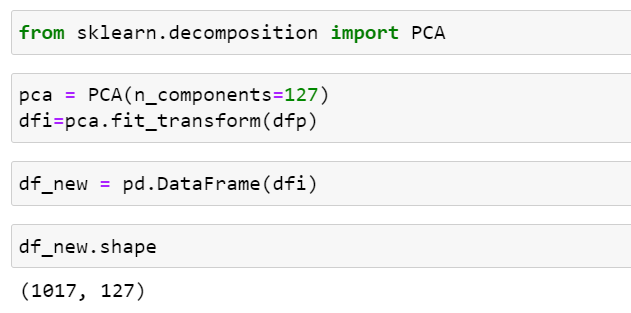 from sklearn.decomposition import PCA
pca = PCA(n_components=127)
dfi=pca.fit_transform(dfp)
df_new = pd.DataFrame(dfi)
df_new.shape
(1017, 127)